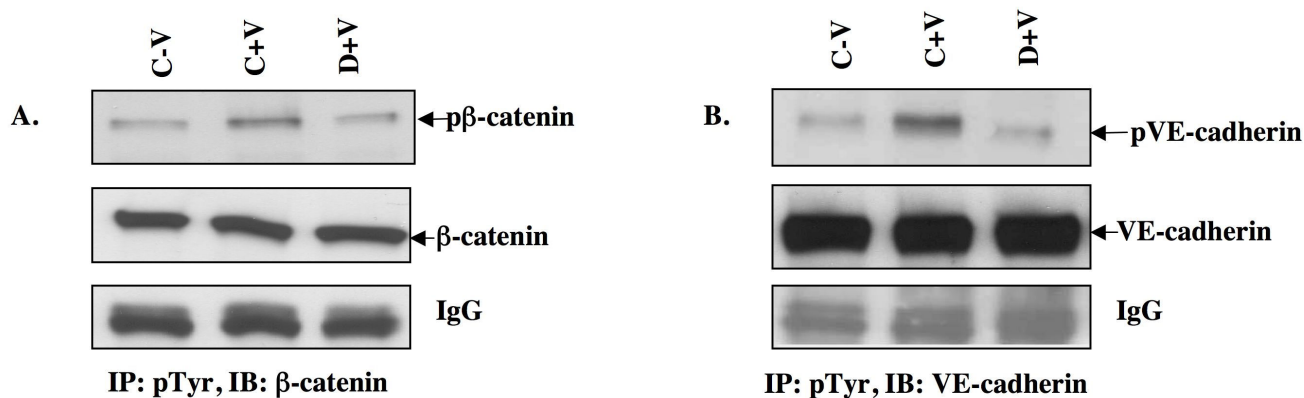 A.
C-V
C+V
D+V
pβ-catenin
β-catenin
IgG
IP: pTyr, IB: β-catenin
B.
C-V
C+V
D+V
pVE-cadherin
VE-cadherin
IgG
IP: pTyr, IB: VE-cadherin